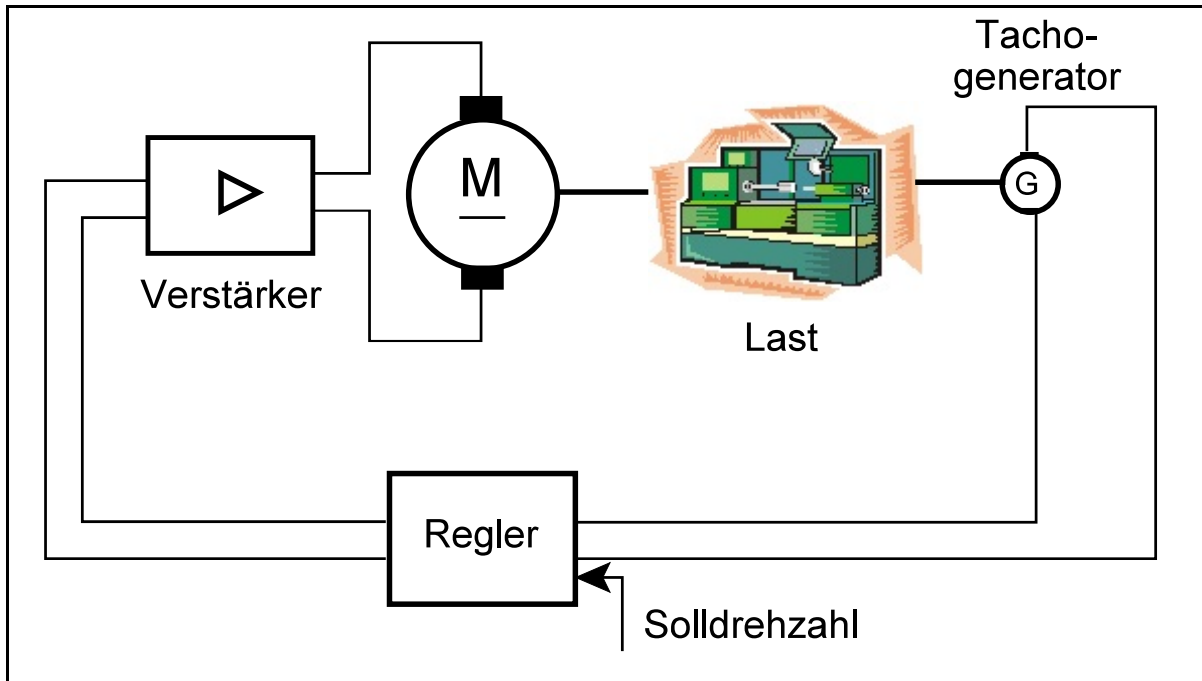 Tacho-
generator
M
G
Verstärker
Last
Regler
Solldrehzahl